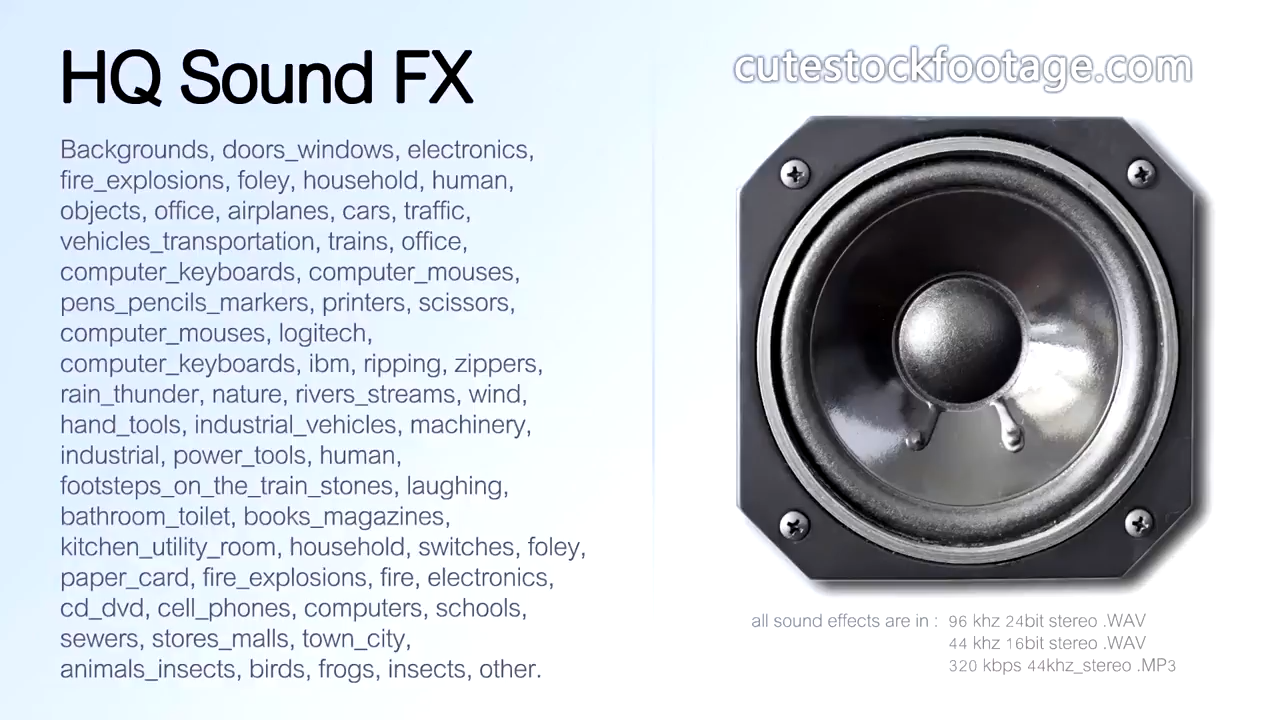 HQ Sound FX
Backgrounds, doors_windows, electronics,
fire_explosions, foley, household, human,
objects, office, airplanes, cars, traffic,
vehicles_transportation, trains, office,
computer_keyboards, computer_mouses,
pens_pencils_markers, printers, scissors,
computer_mouses, logitech,
computer_keyboards, ibm, ripping, zippers,
rain_thunder, nature, rivers_streams, wind,
hand_tools, industrial_vehicles, machinery,
industrial, power_tools, human,
footsteps_on_the_train_stones, laughing,
bathroom_toilet, books_magazines,
kitchen_utility_room, household, switches, foley,
paper_card, fire_explosions, fire, electronics,
cd_dvd, cell_phones, computers, schools,
sewers, stores_malls, town_city,
animals_insects, birds, frogs, insects, other.
cutestockfootage.com
all sound effects are in : 96 khz 24bit stereo .WAV
44 khz 16bit stereo .WAV
320 kbps 44khz_stereo .MP3